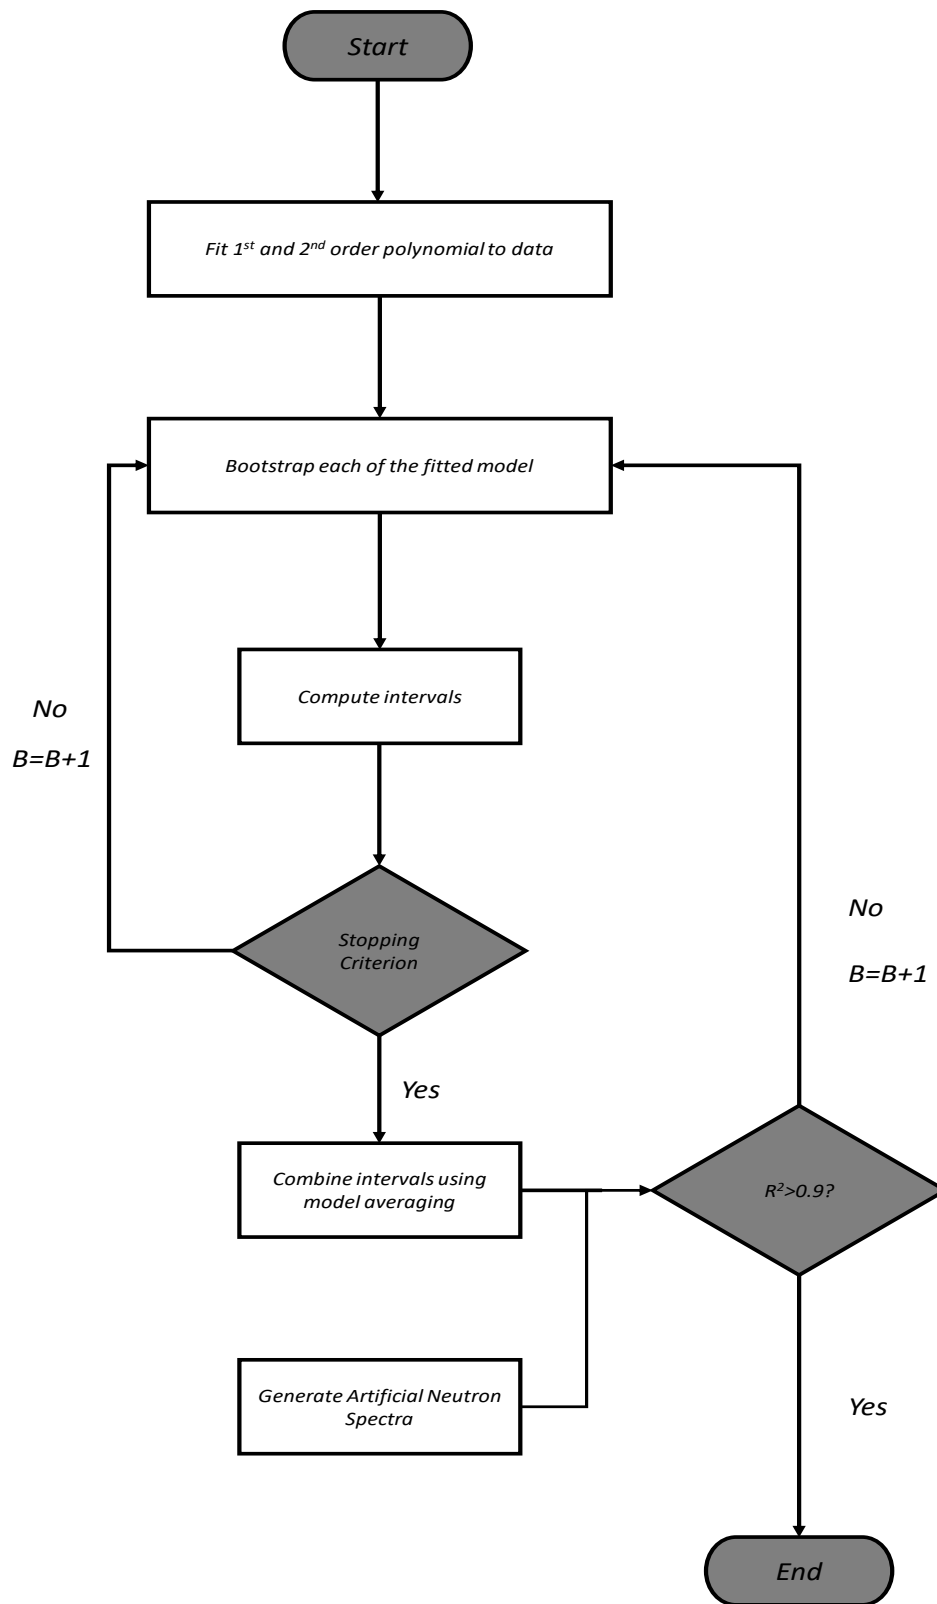 Start
Fit 1st and 2nd order polynomial to data
Bootstrap each of the fitted model
Compute intervals
No
B=B+1
Stopping
Criterion
No
B=B+1
Yes
Combine intervals using
model averaging
R²>0.9?
Generate Artificial Neutron
Spectra
Yes
End